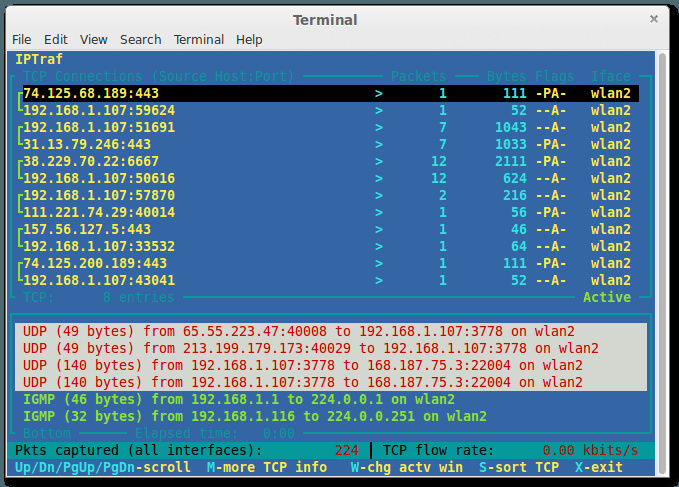 Terminal
File Edit View Search Terminal Help
IPTraf
TCP Connections (Source Host:Port) Packets Bytes Flags Iface
74.125.68.189:443 > 1 111 -PA- wlan2
192.168.1.107:59624 > 1 52 --A- wlan2
192.168.1.107:51691 > 7 1043 --A- wlan2
31.13.79.246:443 > 7 1033 -PA- wlan2
38.229.70.22:6667 > 12 2111 -PA- wlan2
192.168.1.107:50616 > 12 624 --A- wlan2
192.168.1.107:57870 > 2 216 --A- wlan2
111.221.74.29:40014 > 1 56 -PA- wlan2
157.56.127.5:443 > 1 46 --A- wlan2
192.168.1.107:33532 > 1 64 --A- wlan2
74.125.200.189:443 > 1 111 -PA- wlan2
192.168.1.107:43041 > 1 52 --A- wlan2
TCP: 8 entries Active
UDP (49 bytes) from 65.55.223.47:40008 to 192.168.1.107:3778 on wlan2
UDP (49 bytes) from 213.199.179.173:40029 to 192.168.1.107:3778 on wlan2
UDP (140 bytes) from 192.168.1.107:3778 to 168.187.75.3:22004 on wlan2
UDP (140 bytes) from 192.168.1.107:3778 to 168.187.75.3:22004 on wlan2
IGMP (46 bytes) from 192.168.1.1 to 224.0.0.1 on wlan2
IGMP (32 bytes) from 192.168.1.116 to 224.0.0.251 on wlan2
Bottom Elapsed time: 0:00
Pkts captured (all interfaces): 224 TCP flow rate: 0.00 kbits/s
Up/Dn/PgUp/PgDn-scroll M-more TCP info W-chg actv win S-sort TCP X-exit